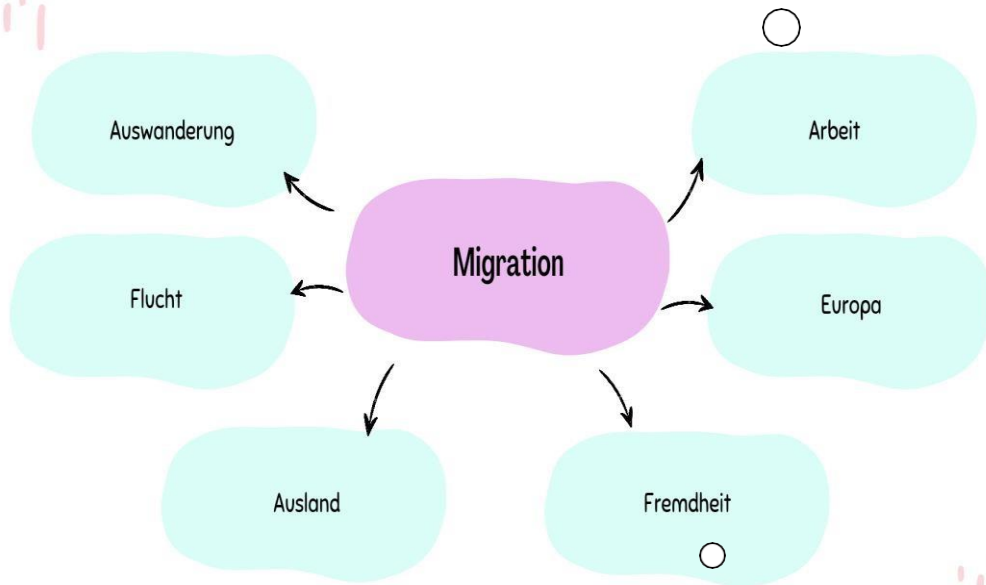 Auswanderung
Arbeit
Migration
Flucht
Europa
Ausland
Fremdheit